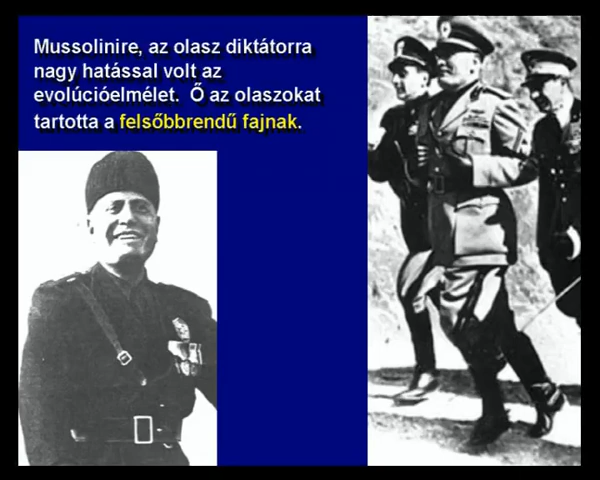 Mussolinire, az olasz diktátorra
nagy hatással volt az
evolúcióelmélet. Ő az olaszokat
tartotta a felsőbbrendű fajnak.